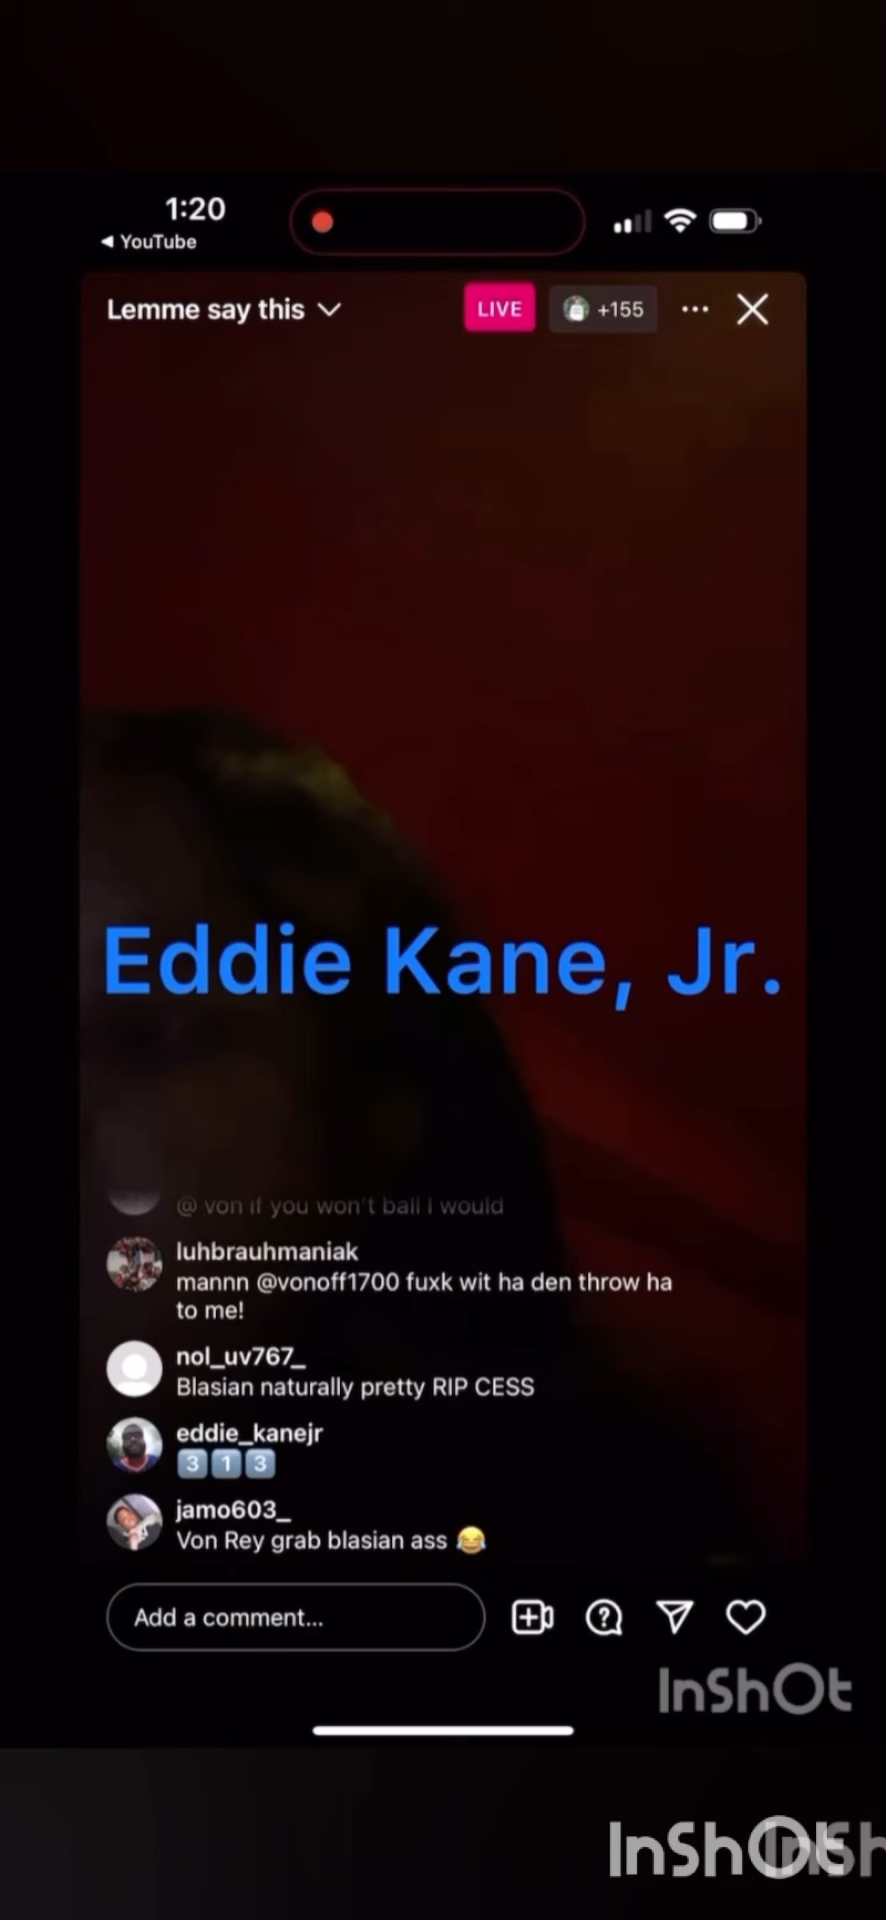 1:20
◀ YouTube
Lemme say this
LIVE
+155
Eddie Kane, Jr.
@ von if you won't ball I would
luhbrauhmaniak
mannn @vonoff1700 fuxk wit ha den throw ha
to me!
nol_uv767_
Blasian naturally pretty RIP CESS
eddie_kanejr
3️⃣1️⃣3️⃣
jamo603_
Von Rey grab blasian ass 😂
Add a comment...
InShOt
InShOt